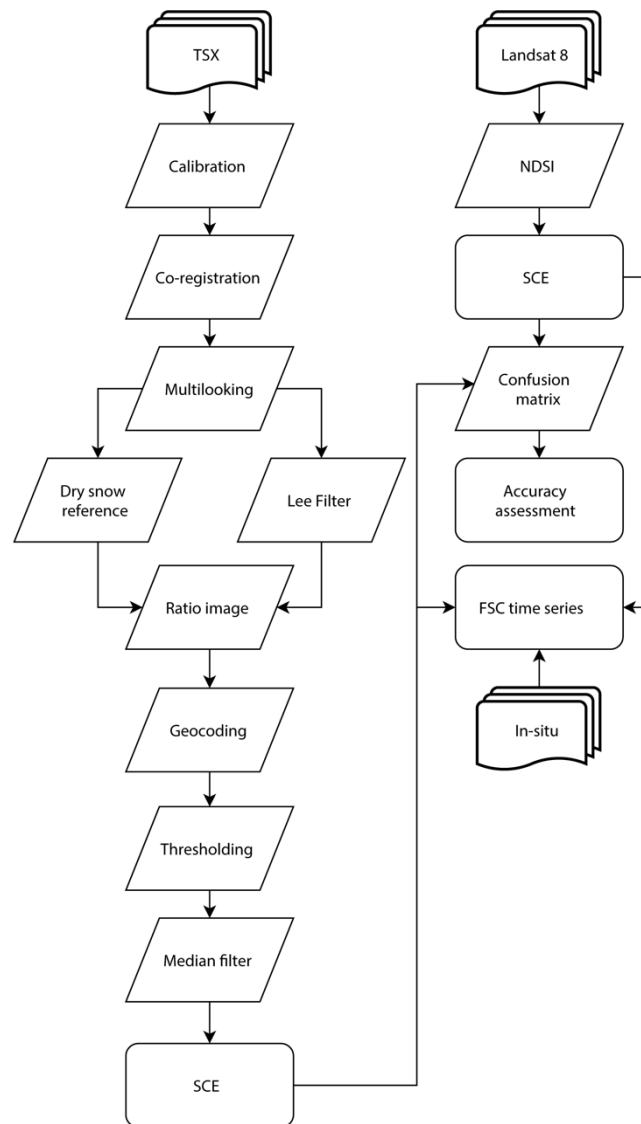 TSX
Calibration
Co-registration
Multilooking
Dry snow
reference
Lee Filter
Ratio image
Geocoding
Thresholding
Median filter
SCE
Landsat 8
NDSI
SCE
Confusion
matrix
Accuracy
assessment
FSC time series
In-situ